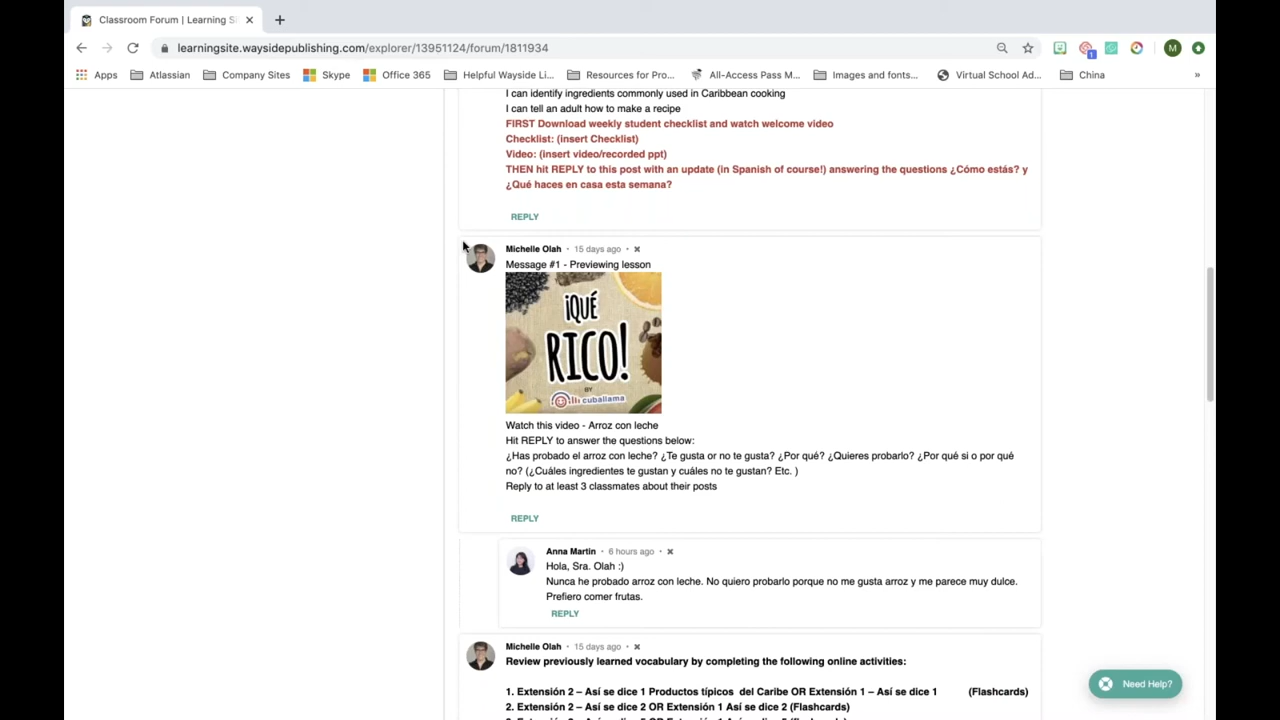 Classroom Forum | Learning S
learningsite.waysidepublishing.com/explorer/13951124/forum/1811934
1
M
Apps
Atlassian
Company Sites
Skype
Office 365
Helpful Wayside Li...
Resources for Pro...
All-Access Pass M...
Images and fonts...
Virtual School Ad...
China
»
I can identify ingredients commonly used in Caribbean cooking
I can tell an adult how to make a recipe
FIRST Download weekly student checklist and watch welcome video
Checklist: (insert Checklist)
Video: (insert video/recorded ppt)
THEN hit REPLY to this post with an update (in Spanish of course!) answering the questions ¿Cómo estás? y
¿Qué haces en casa esta semana?
REPLY
Michelle Olah · 15 days ago ·
Message #1 - Previewing lesson
¡QUÉ
RICO!
BY
cuballama
Watch this video - Arroz con leche
Hit REPLY to answer the questions below:
¿Has probado el arroz con leche? ¿Te gusta or no te gusta? ¿Por qué? ¿Quieres probarlo? ¿Por qué si o por qué
no? (¿Cuáles ingredientes te gustan y cuáles no te gustan? Etc. )
Reply to at least 3 classmates about their posts
REPLY
Anna Martin · 6 hours ago ·
Hola, Sra. Olah :)
Nunca he probado arroz con leche. No quiero probarlo porque no me gusta arroz y me parece muy dulce.
Prefiero comer frutas.
REPLY
Michelle Olah · 15 days ago ·
Review previously learned vocabulary by completing the following online activities:
1. Extensión 2 – Así se dice 1 Productos típicos del Caribe OR Extensión 1 – Así se dice 1 (Flashcards)
2. Extensión 2 – Así se dice 2 OR Extensión 1 Así se dice 2 (Flashcards)
Need Help?